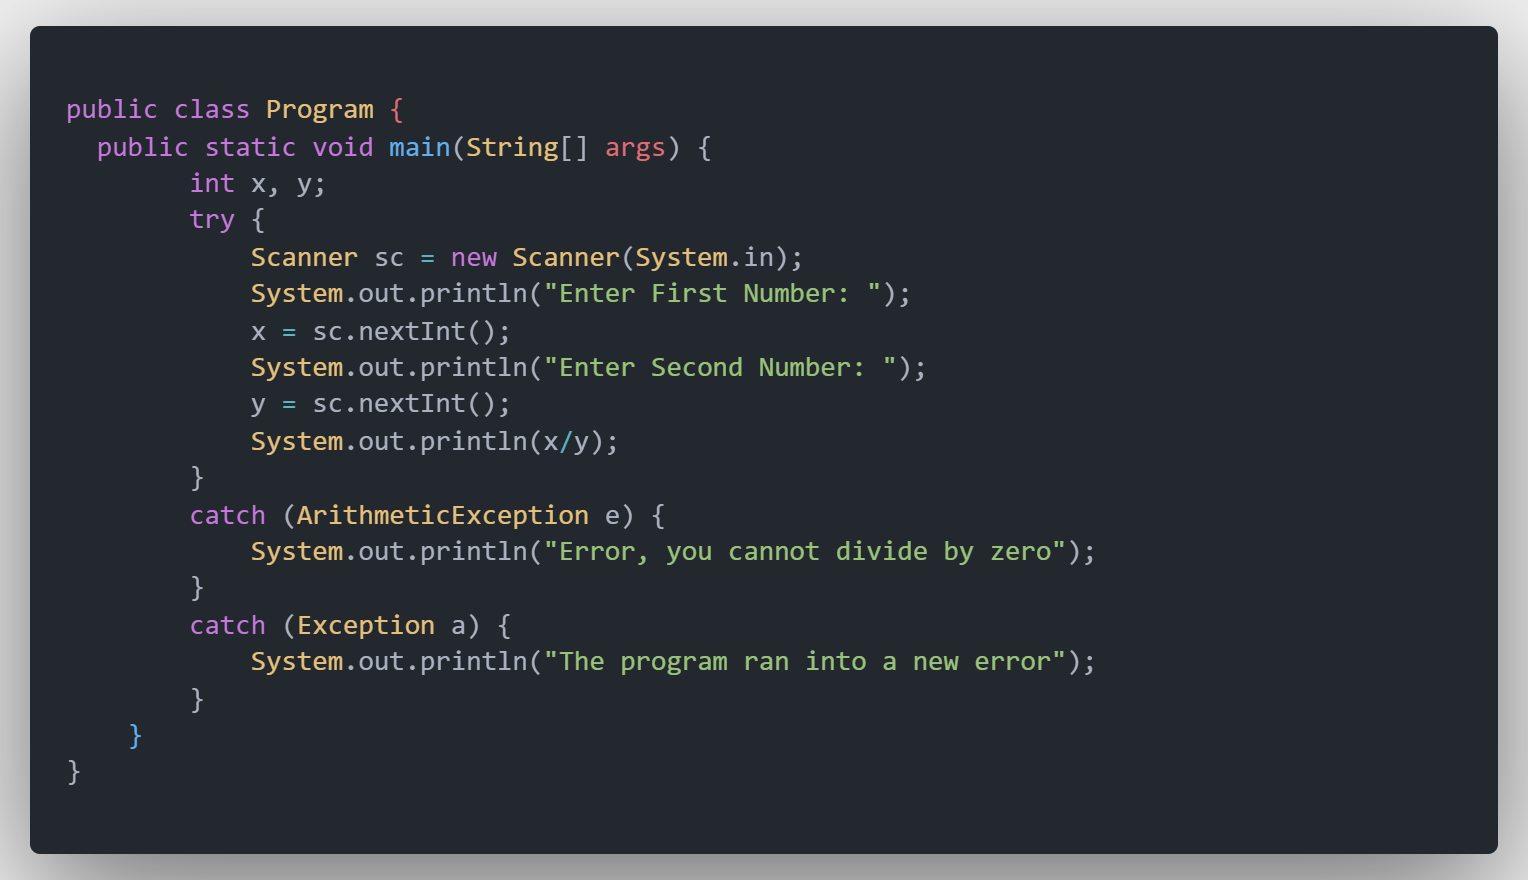 public class Program {
  public static void main(String[] args) {
        int x, y;
        try {
            Scanner sc = new Scanner(System.in);
            System.out.println("Enter First Number: ");
            x = sc.nextInt();
            System.out.println("Enter Second Number: ");
            y = sc.nextInt();
            System.out.println(x/y);
        }
        catch (ArithmeticException e) {
            System.out.println("Error, you cannot divide by zero");
        }
        catch (Exception a) {
            System.out.println("The program ran into a new error");
        }
    }
}